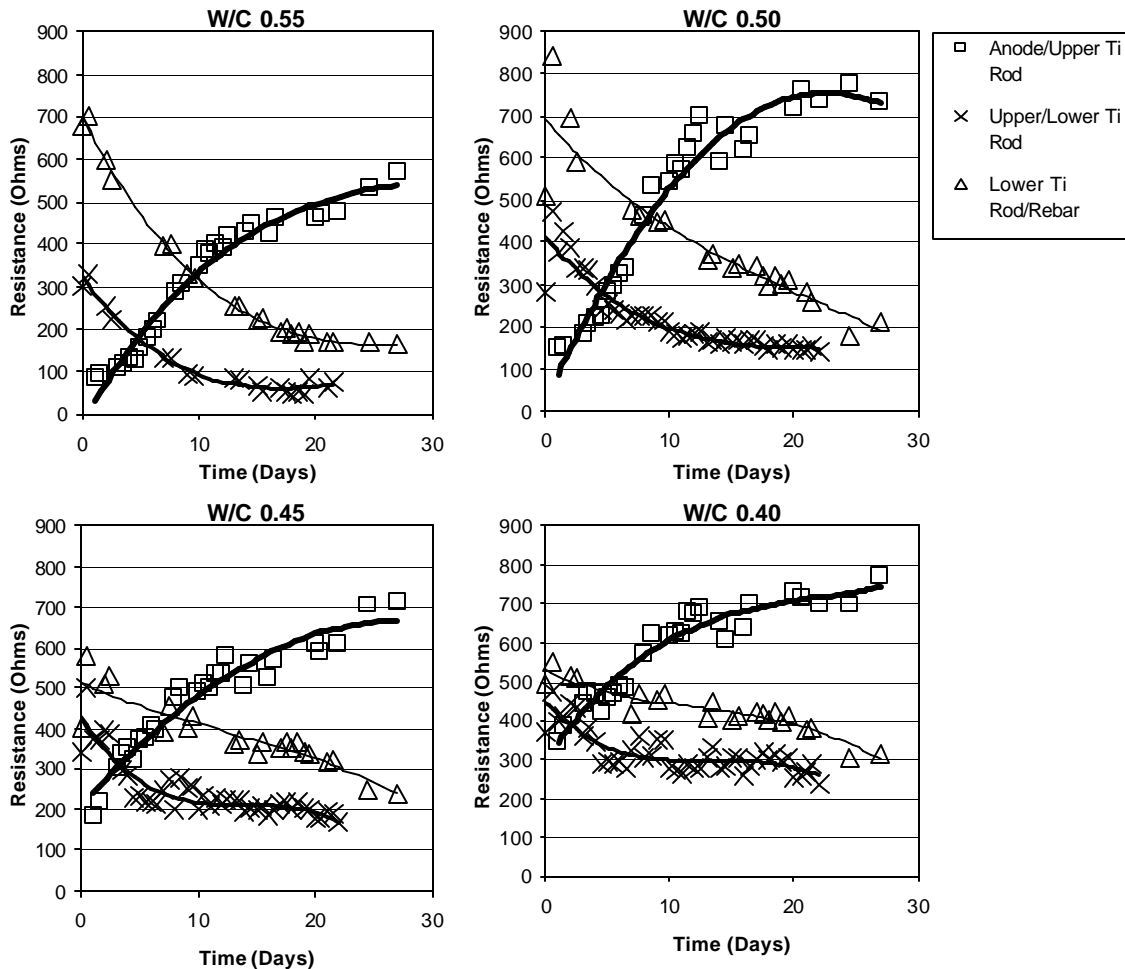 W/C 0.55
900
800
700
600
500
400
300
200
100
0
Resistance (Ohms)
0 10 20 30
Time (Days)
W/C 0.50
900
800
700
600
500
400
300
200
100
0
Resistance (Ohms)
0 10 20 30
Time (Days)
Anode/Upper Ti
Rod
Upper/Lower Ti
Rod
Lower Ti
Rod/Rebar
W/C 0.45
900
800
700
600
500
400
300
200
100
0
Resistance (Ohms)
0 10 20 30
Time (Days)
W/C 0.40
900
800
700
600
500
400
300
200
100
0
Resistance (Ohms)
0 10 20 30
Time (Days)